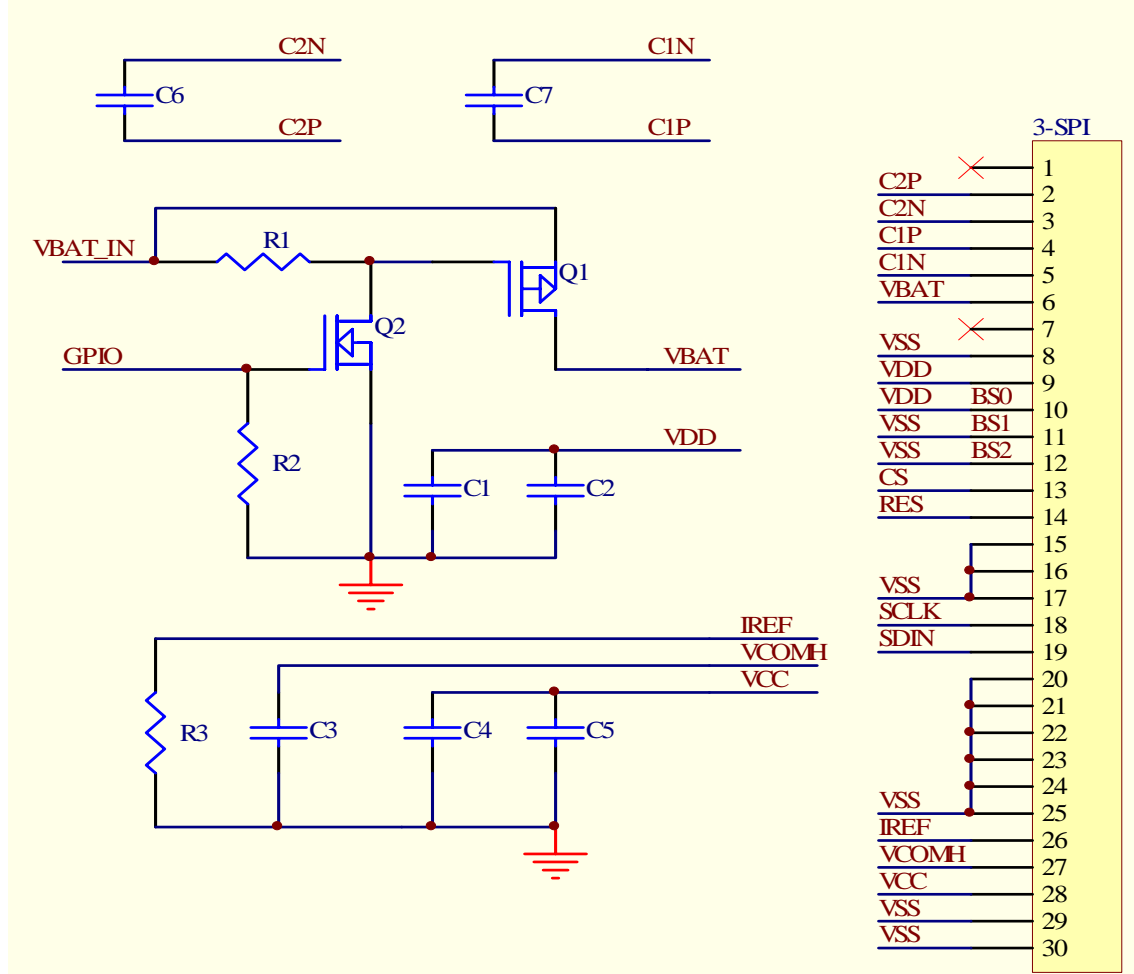 C2N
C6
C2P
C1N
C7
C1P
VBAT_IN
R1
Q1
Q2
GPIO
VBAT
R2
VDD
C1
C2
IREF
VCOMH
VCC
R3
C3
C4
C5
3-SPI
1
C2P 2
C2N 3
C1P 4
C1N 5
VBAT 6
7
VSS 8
VDD 9
VDD BS0 10
VSS BS1 11
VSS BS2 12
CS 13
RES 14
15
16
VSS 17
SCLK 18
SDIN 19
20
21
22
23
24
VSS 25
IREF 26
VCOMH 27
VCC 28
VSS 29
VSS 30